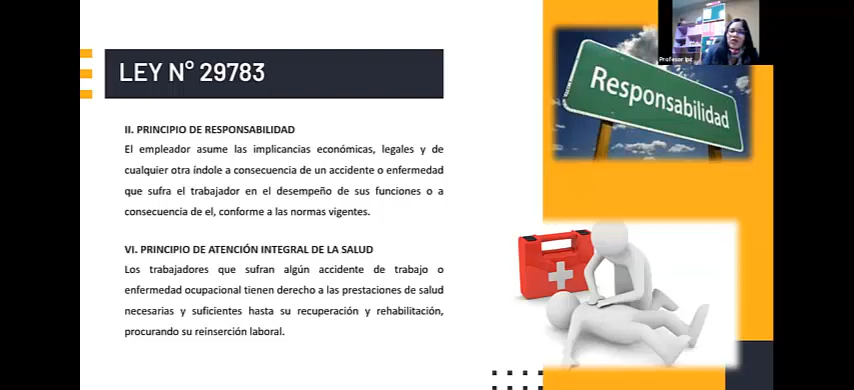 LEY N° 29783
II. PRINCIPIO DE RESPONSABILIDAD
El empleador asume las implicancias económicas, legales y de
cualquier otra índole a consecuencia de un accidente o enfermedad
que sufra el trabajador en el desempeño de sus funciones o a
consecuencia de el, conforme a las normas vigentes.
VI. PRINCIPIO DE ATENCIÓN INTEGRAL DE LA SALUD
Los trabajadores que sufran algún accidente de trabajo o
enfermedad ocupacional tienen derecho a las prestaciones de salud
necesarias y suficientes hasta su recuperación y rehabilitación,
procurando su reinserción laboral.
Responsabilidad